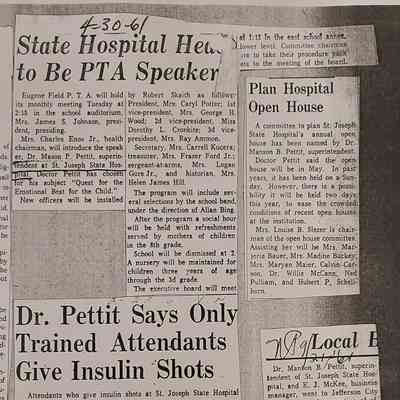 4-30-61
State Hospital Head
to Be PTA Speaker
Eugene Field P. T. A. will hold
its monthly meeting Tuesday at
2:15 in the school auditorium.
Mrs. James S. Johnson, presi-
dent, presiding.
Mrs. Charles Enos Jr., health
chairman, will introduce the speak-
er, Dr. Mason P. Pettit, superin-
tendent at St. Joseph State Hos-
pital. Doctor Pettit has chosen
for his subject "Quest for the
Emotional Best for the Child."
New officers will be installed
by Robert Skaith as follows:
President, Mrs. Caryl Potter; 1st
vice-president, Mrs. George H.
Wood; 2d vice-president, Miss
Dorothy L. Cronkite; 3d vice-
president, Mrs. Ray Ammon.
Secretary, Mrs. Carrell Kucera;
treasurer, Mrs. Frazer Ford Jr.;
sergeant-at-arms, Mrs. Logan
Gore Jr., and historian, Mrs.
Helen James Hill.
The program will include sev-
eral selections by the school band,
under the direction of Alian Bing.
After the program a social hour
will be held with refreshments
served by mothers of children
in the 8th grade.
School will be dismissed at 2.
A nursery will be maintained for
children three years of age
through the 3d grade.
The executive board will meet
at 1:15 in the east school annex,
lower level. Committee chairmen
are to take their procedure
to the meeting of the board.
Plan Hospital
Open House
A committee to plan St. Joseph
State Hospital's annual open
house has been named by Dr.
Manson B. Pettit, superintendent.
Doctor Pettit said the open
house will be in May. In past
years, it has been held on a Sun-
day. However, there is a possi-
bility it will be held two days
this year, to ease the crowded
conditions of recent open house
at the institution.
Mrs. Louise B. is chair-
man of the open house committee.
Assisting her will be Mrs. Mar-
jorie Bauer, Mrs. Madine Backey,
Mrs. Maryan Maier, Calvin
son, Dr. Willis McCann, Ned
Pulliam, and Hubert P. Schell-
horn.
Dr. Pettit Says Only
Trained Attendants
Give Insulin Shots
Attendants who give insulin shots at St. Joseph State Hospital
Local
Dr. Manson B. Pettit, superin-
tendent of St. Joseph State Hos-
pital, and E. J. McKee, business
manager, went to Jefferson City